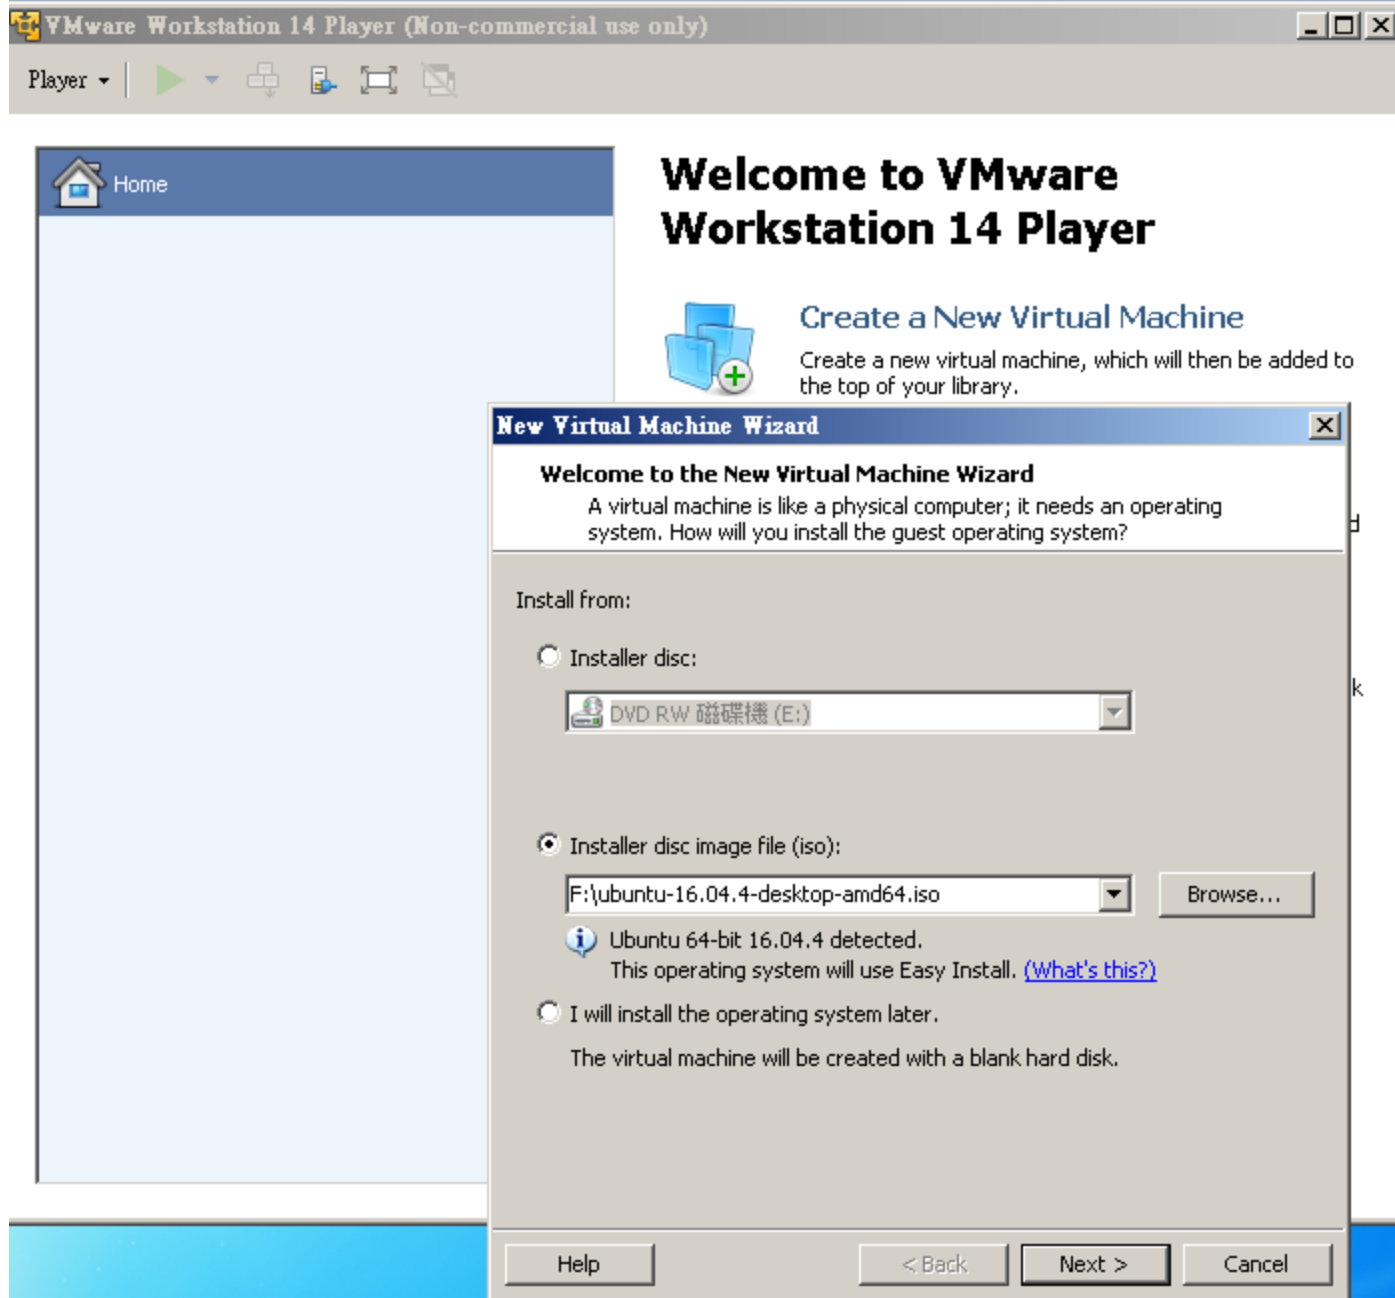 VMware Workstation 14 Player (Non-commercial use only)
Player
Home
Welcome to VMware
Workstation 14 Player
Create a New Virtual Machine
Create a new virtual machine, which will then be added to
the top of your library.
New Virtual Machine Wizard
Welcome to the New Virtual Machine Wizard
A virtual machine is like a physical computer; it needs an operating
system. How will you install the guest operating system?
Install from:
Installer disc:
DVD RW 磁碟機 (E:)
Installer disc image file (iso):
F:\ubuntu-16.04.4-desktop-amd64.iso
Browse...
Ubuntu 64-bit 16.04.4 detected.
This operating system will use Easy Install. (What's this?)
I will install the operating system later.
The virtual machine will be created with a blank hard disk.
Help
< Back
Next >
Cancel